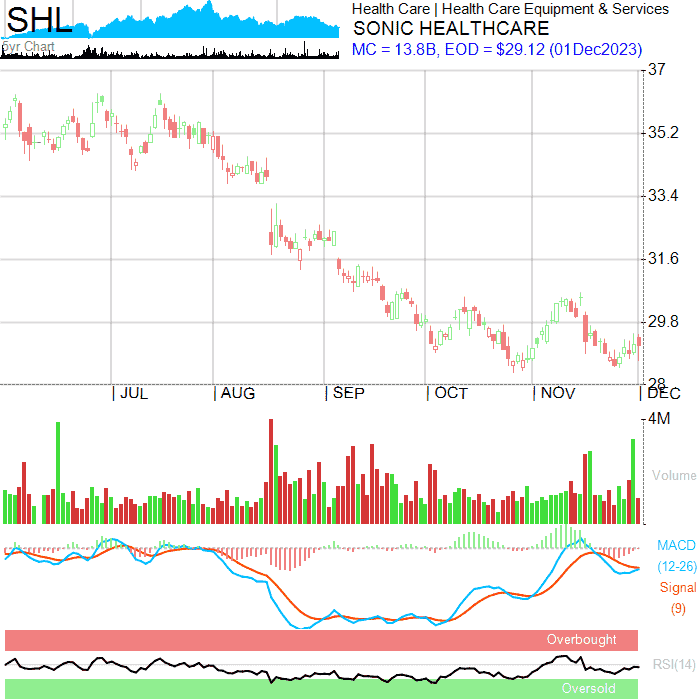 SHL
5yr Chart
Health Care | Health Care Equipment & Services
SONIC HEALTHCARE
MC = 13.8B, EOD = $29.12 (01Dec2023)
37
35.2
33.4
31.6
29.8
28
JUL AUG SEP OCT NOV DEC
4M
Volume
MACD
(12-26)
Signal
(9)
Overbought
RSI(14)
Oversold